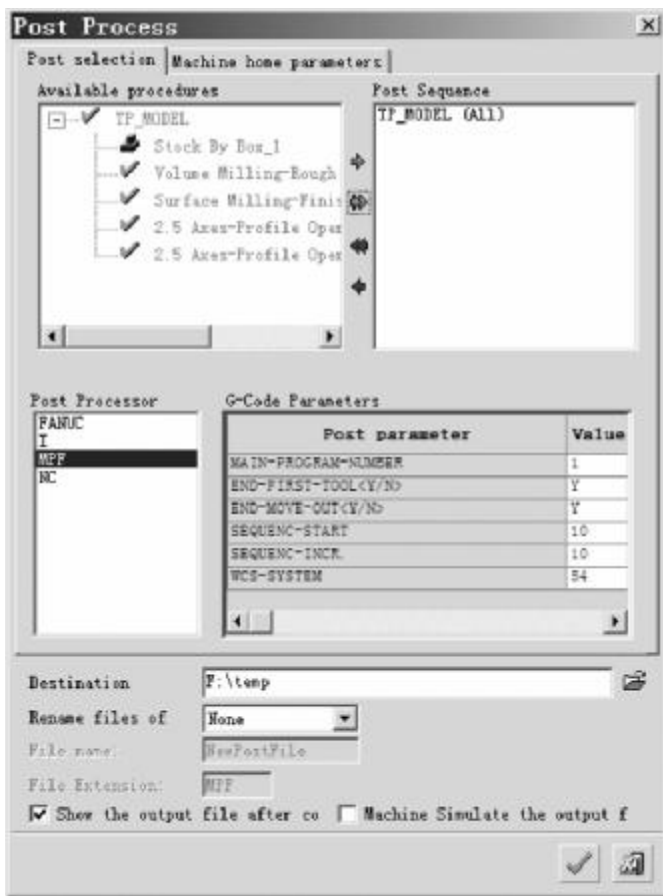 Post Process
Post selection Machine home parameters
Available procedures
TP_MODEL
Stock By Box_1
Volume Milling-Rough
Surface Milling-Finis
2.5 Axes-Profile Open
2.5 Axes-Profile Open
Post Sequence
TP_MODEL (All)
Post Processor
FANUC
I
MPF
NC
G-Code Parameters
Post parameter Value
MAIN-PROGRAM-NUMBER 1
END-FIRST-TOOL<Y/N> Y
END-MOVE-OUT<Y/N> Y
SEQUENC-START 10
SEQUENC-INCR. 10
WCS-SYSTEM 54
Destination F:\temp
Rename files of None
File name: NewPostFile
File Extension: MPF
Show the output file after co Machine Simulate the output f